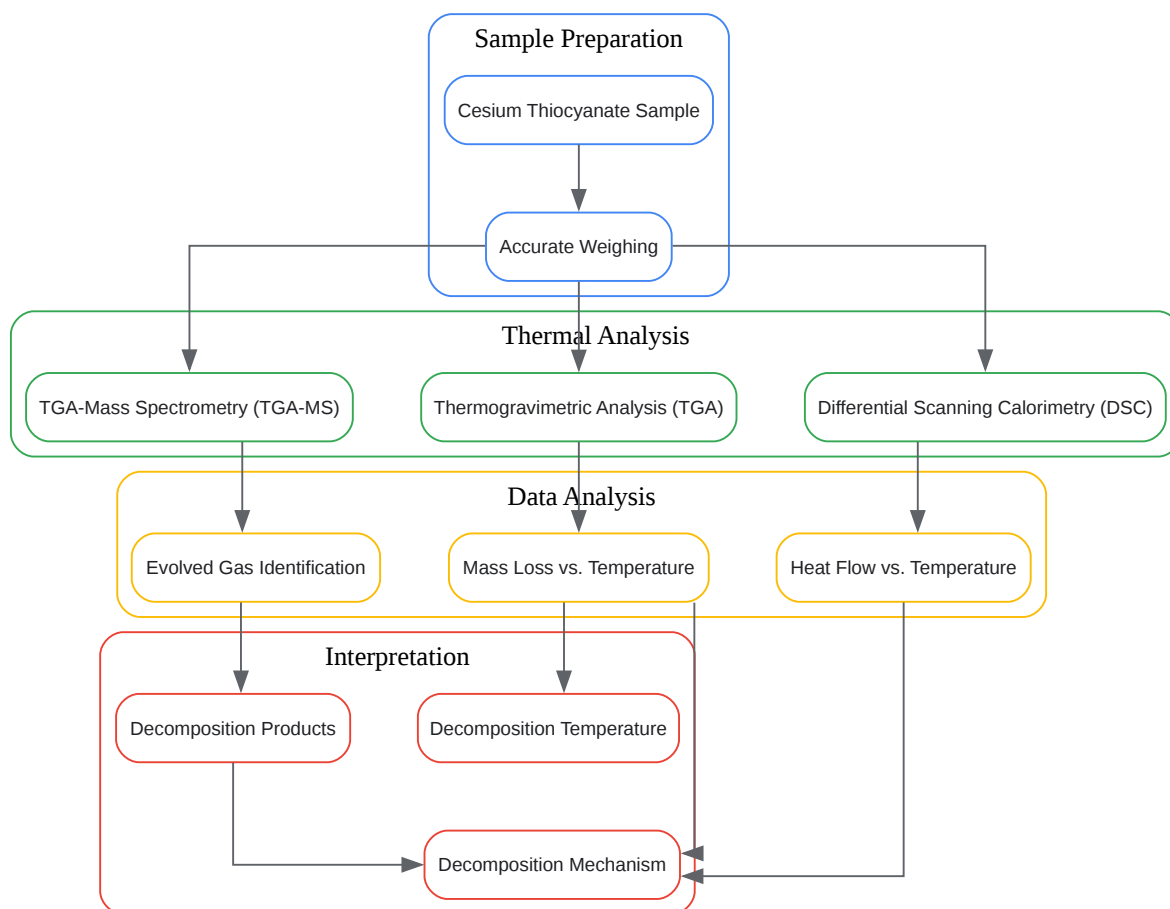 Sample Preparation
Cesium Thiocyanate Sample
Accurate Weighing
Thermal Analysis
TGA-Mass Spectrometry (TGA-MS)
Thermogravimetric Analysis (TGA)
Differential Scanning Calorimetry (DSC)
Data Analysis
Evolved Gas Identification
Mass Loss vs. Temperature
Heat Flow vs. Temperature
Interpretation
Decomposition Products
Decomposition Temperature
Decomposition Mechanism